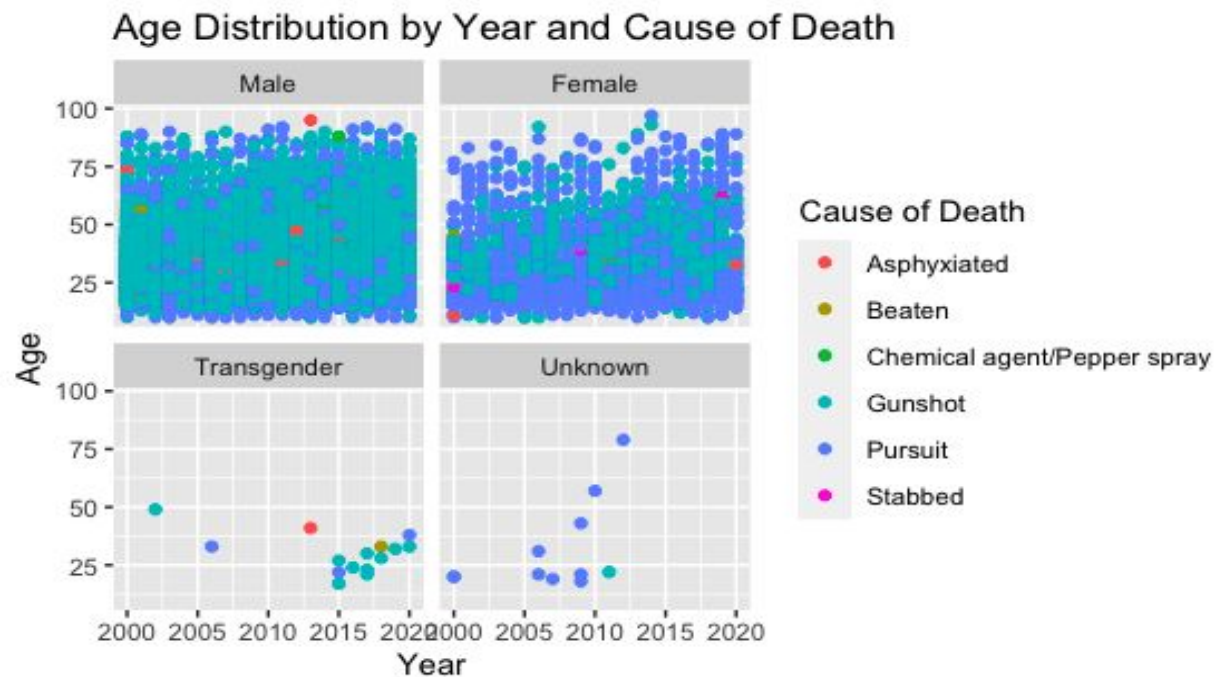 Age Distribution by Year and Cause of Death
Male
Female
100
75
50
25
Transgender
Unknown
100
75
50
25
2000 2005 2010 2015 2020
2000 2005 2010 2015 2020
Age
Year
Cause of Death
Asphyxiated
Beaten
Chemical agent/Pepper spray
Gunshot
Pursuit
Stabbed